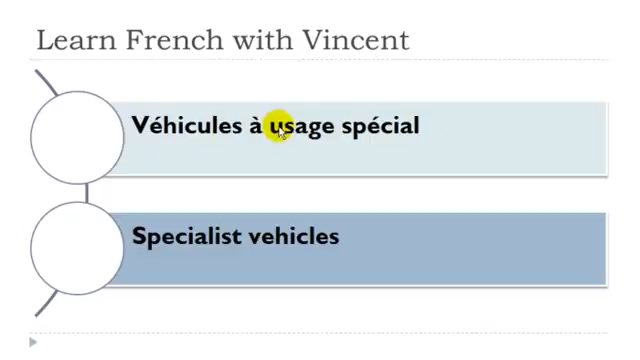 Learn French with Vincent
Véhicules à usage spécial
Specialist vehicles